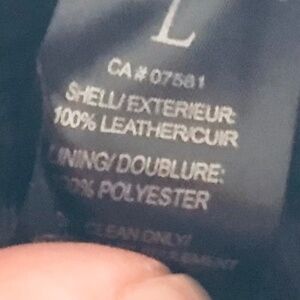 L
CA# 07581
SHELL/EXTERIEUR:
100% LEATHER/CUIR
LINING/DOUBLURE:
100% POLYESTER
CLEAN ONLY/